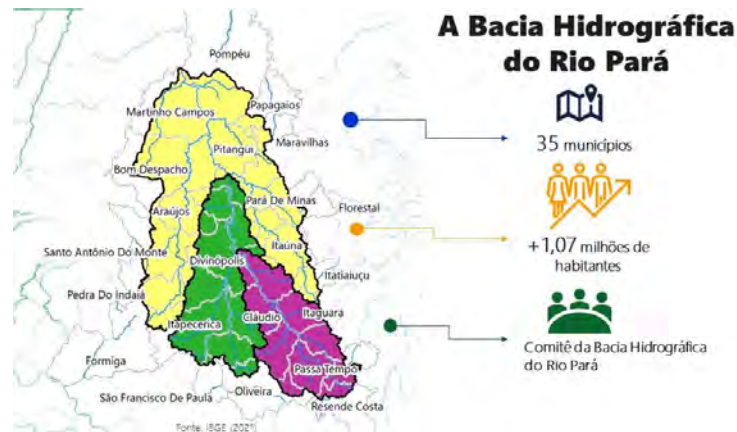 A Bacia Hidrográfica
do Rio Pará
35 municípios
+1,07 milhões de
habitantes
Comitê da Bacia Hidrográfica
do Rio Pará
Pompéu
Papagaios
Martinho Campos
Maravilhas
Pitangui
Bom Despacho
Pará De Minas
Florestal
Araújos
Itaúna
Santo Antônio Do Monte
Divinópolis
Itatiaiuçu
Pedra Do Indaiá
Itaguara
Cláudio
Itapecerica
Formiga
Passa Tempo
Oliveira
São Francisco De Paula
Resende Costa
Fonte: IBGE (2021)